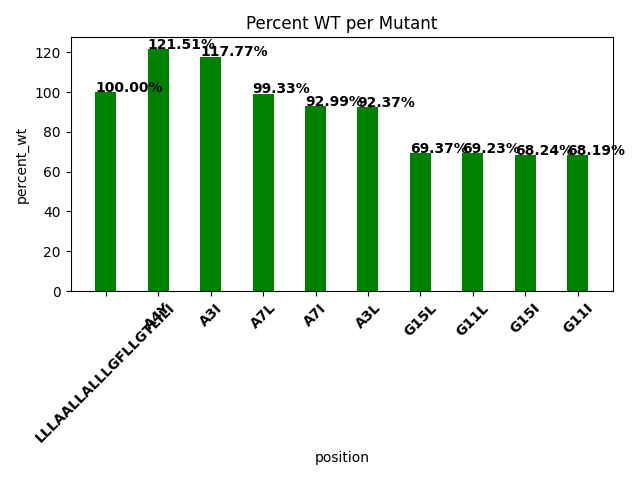 Percent WT per Mutant
percent_wt
120
100
80
60
40
20
0
100.00%
121.51%
117.77%
99.33%
92.99%
92.37%
69.37%
69.23%
68.24%
68.19%
A4Y
A3I
A7L
A7I
A3L
G15L
G11L
G15I
G11I
position